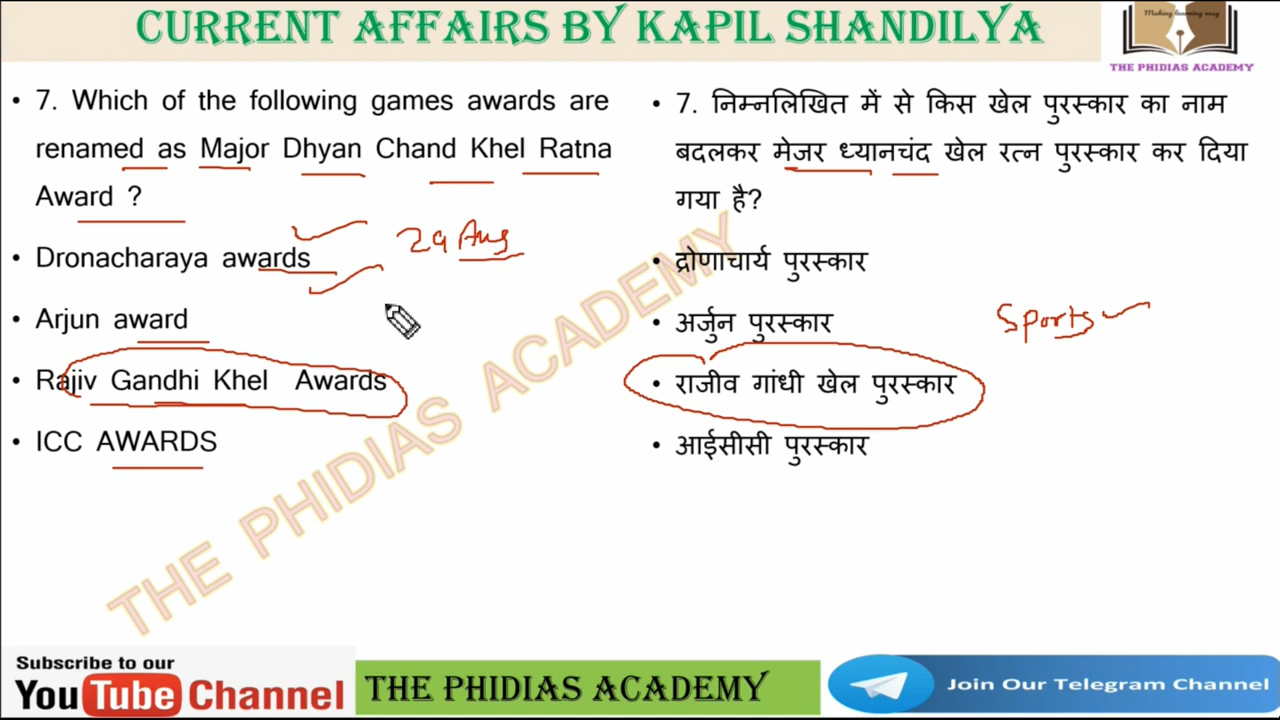 CURRENT AFFAIRS BY KAPIL SHANDILYA
Making learning easy
THE PHIDIAS ACADEMY
• 7. Which of the following games awards are
renamed as Major Dhyan Chand Khel Ratna
Award ?
29 Aug
• Dronacharaya awards
• Arjun award
• Rajiv Gandhi Khel Awards
• ICC AWARDS
• 7. निम्नलिखित में से किस खेल पुरस्कार का नाम
बदलकर मेजर ध्यानचंद खेल रत्न पुरस्कार कर दिया
गया है?
• द्रोणाचार्य पुरस्कार
• अर्जुन पुरस्कार
Sports
• राजीव गांधी खेल पुरस्कार
• आईसीसी पुरस्कार
THE PHIDIAS ACADEMY
Subscribe to our
YouTube Channel
THE PHIDIAS ACADEMY
Join Our Telegram Channel